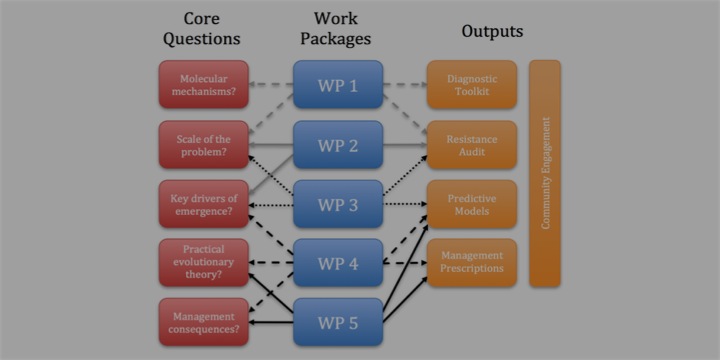 Core
Questions
Work
Packages
Outputs
Molecular
mechanisms?
WP 1
Diagnostic
Toolkit
Scale of the
problem?
WP 2
Resistance
Audit
Key drivers of
emergence?
WP 3
Predictive
Models
Practical
evolutionary
theory?
WP 4
Management
Prescriptions
Management
consequences?
WP 5
Community Engagement